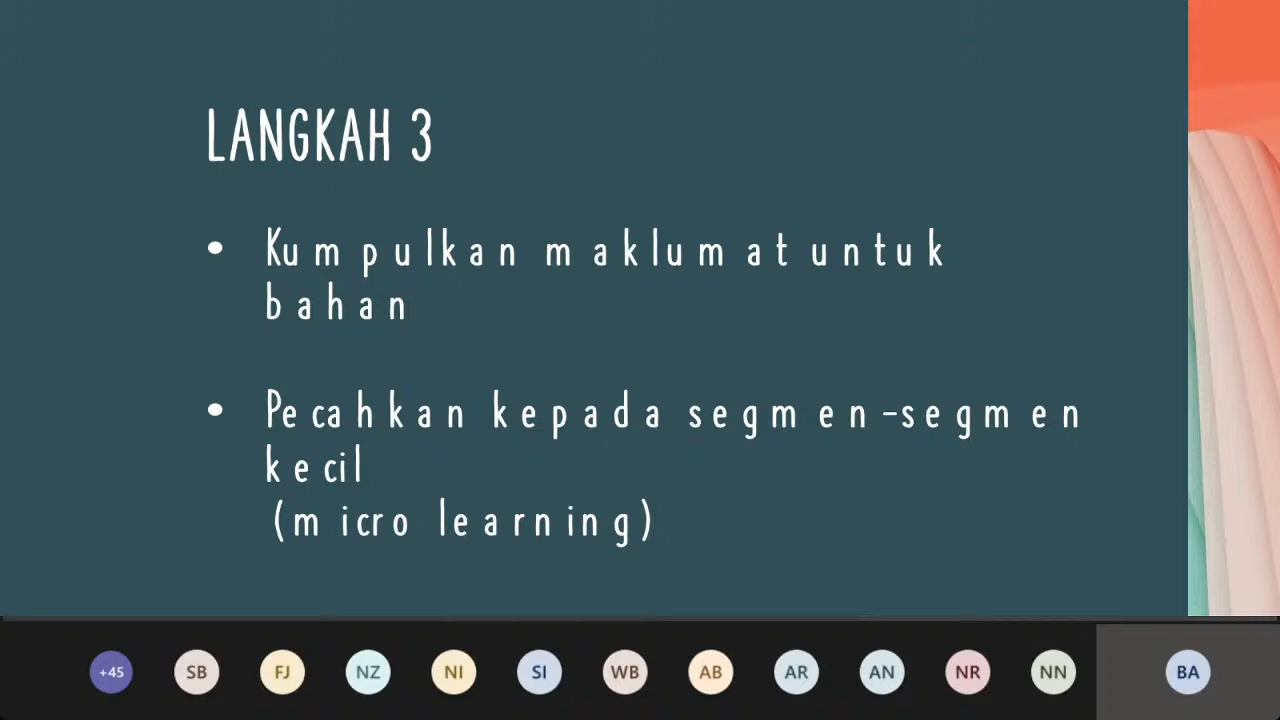 LANGKAH 3
• Kumpulkan maklumat untuk
bahan
• Pecahkan kepada segmen-segmen
kecil
(micro learning)
+45 SB FJ NZ NI SI WB AB AR AN NR NN BA